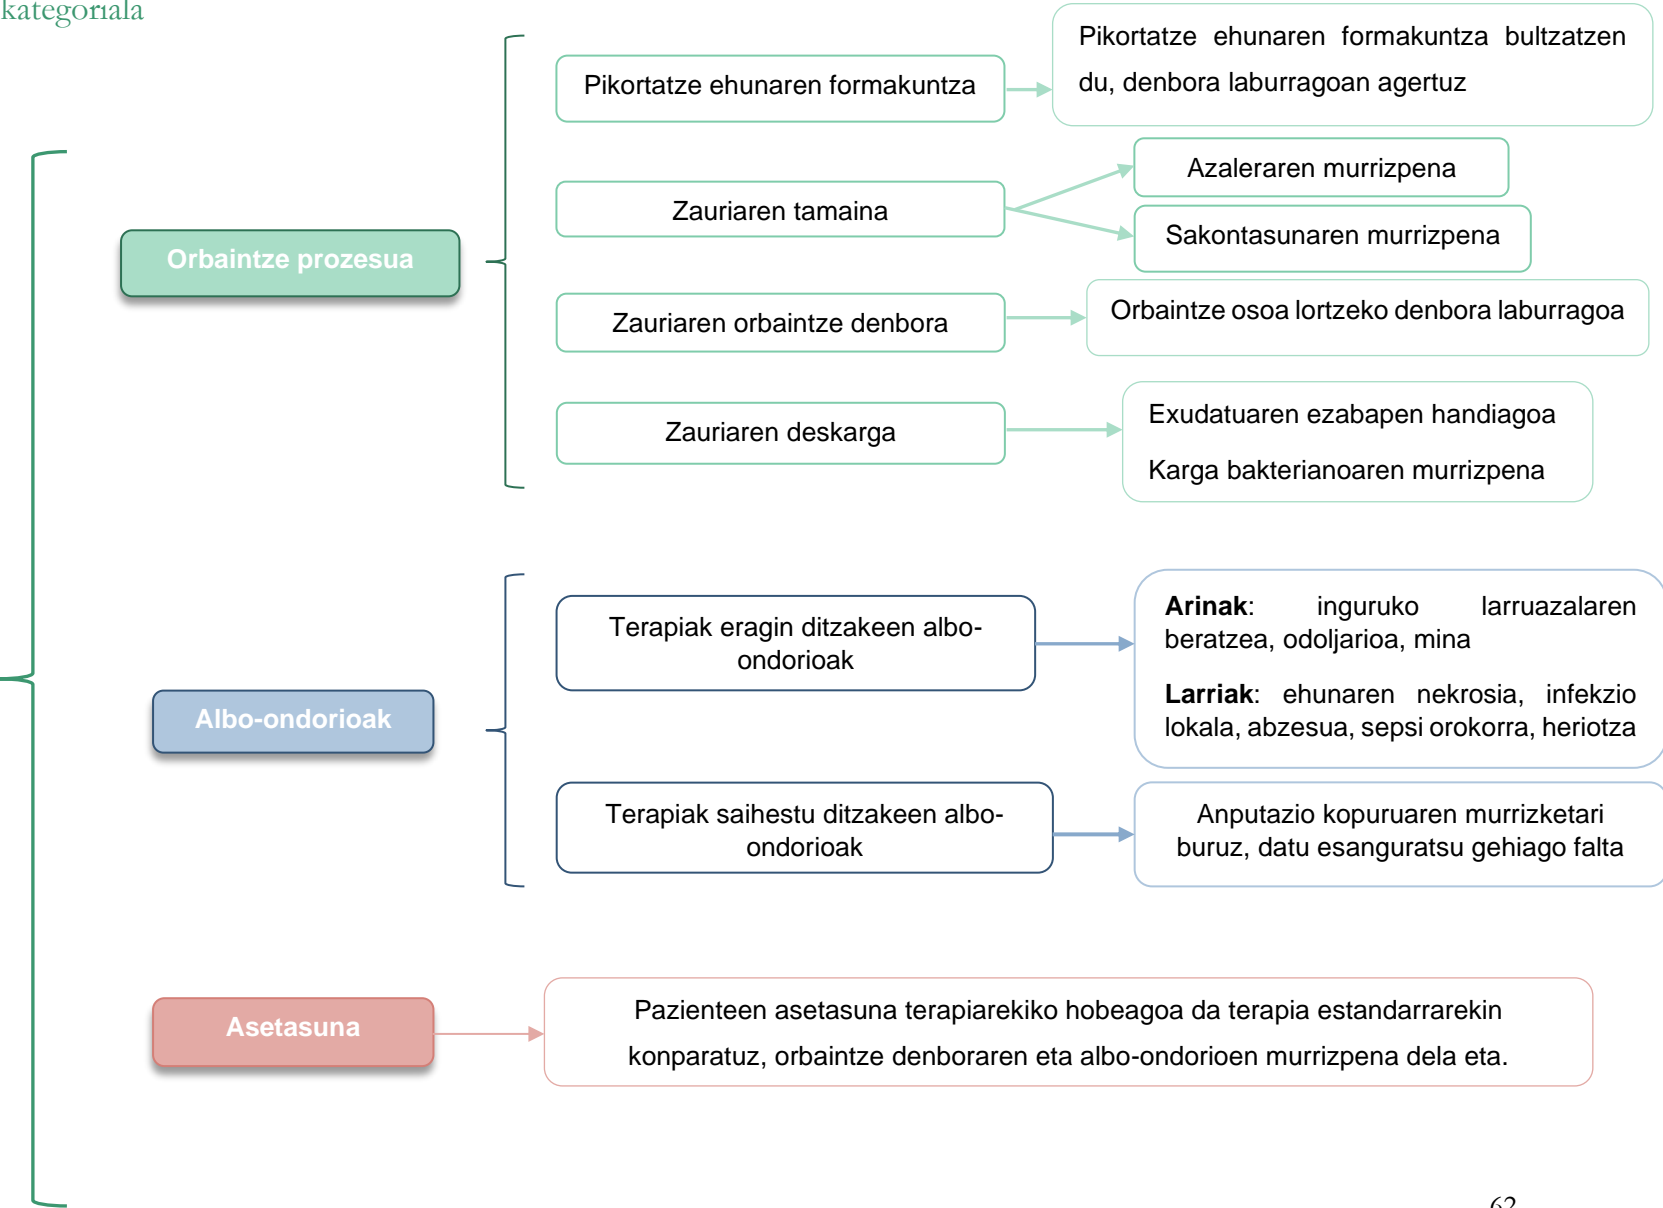 kategoriala
Pikortatze ehunaren formakuntza
Pikortatze ehunaren formakuntza bultzatzen
du, denbora laburragoan agertuz
Orbaintze prozesua
Zauriaren tamaina
Azaleraren murrizpena
Sakontasunaren murrizpena
Zauriaren orbaintze denbora
Orbaintze osoa lortzeko denbora laburragoa
Zauriaren deskarga
Exudatuaren ezabapen handiagoa
Karga bakterianoaren murrizpena
Albo-ondorioak
Terapiak eragin ditzakeen albo-
ondorioak
Arinak: inguruko larruazalaren
beratzea, odoljarioa, mina
Larriak: ehunaren nekrosia, infekzio
lokala, abzesua, sepsi orokorra, heriotza
Terapiak saihestu ditzakeen albo-
ondorioak
Anputazio kopuruaren murrizketari
buruz, datu esanguratsu gehiago falta
Asetasuna
Pazienteen asetasuna terapiarekiko hobeagoa da terapia estandarrarekin
konparatuz, orbaintze denboraren eta albo-ondorioen murrizpena dela eta.
62